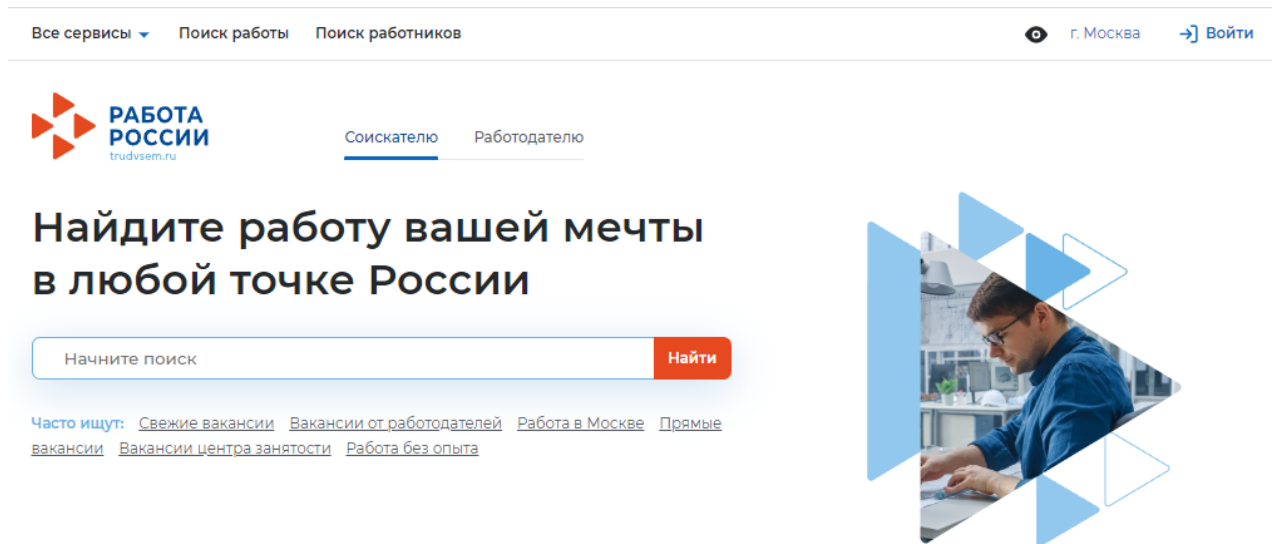 Все сервисы Поиск работы Поиск работников г. Москва Войти
РАБОТА
РОССИИ
trudvsem.ru
Соискателю Работодателю
Найдите работу вашей мечты
в любой точке России
Начните поиск Найти
Часто ищут: Свежие вакансии Вакансии от работодателей Работа в Москве Прямые
вакансии Вакансии центра занятости Работа без опыта